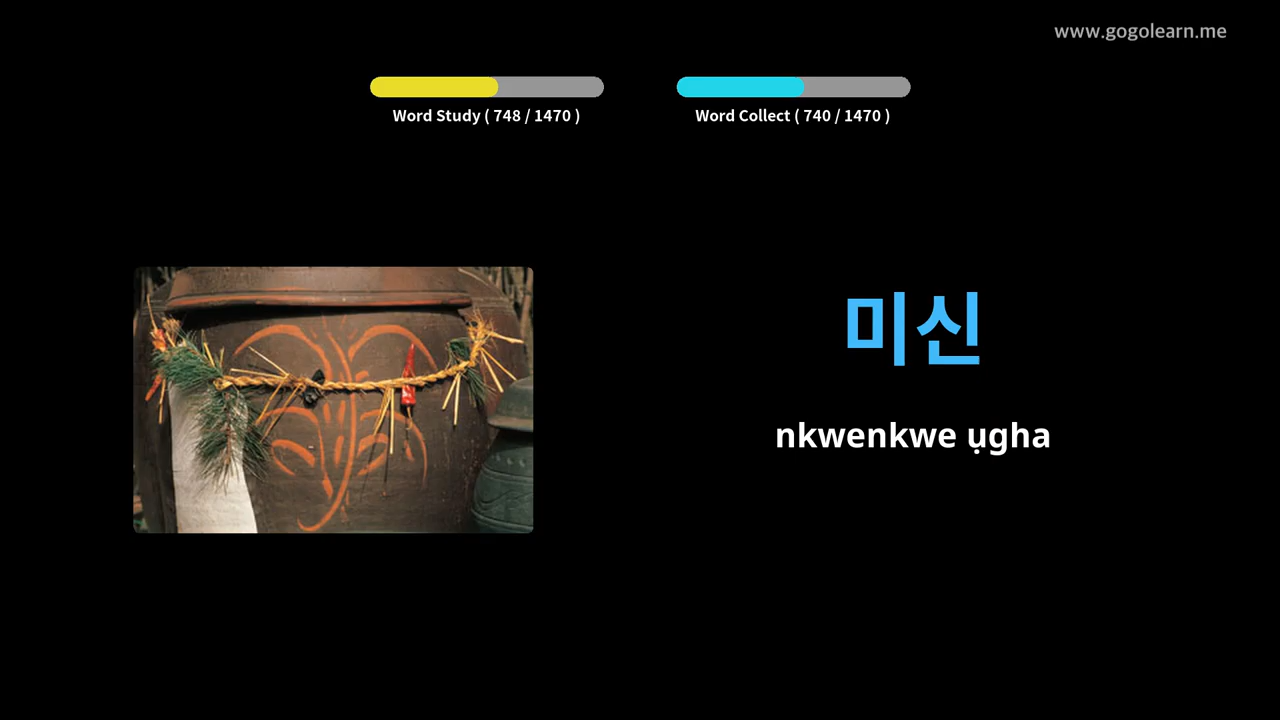 www.gogolearn.me
Word Study ( 748 / 1470 )
Word Collect ( 740 / 1470 )
미신
nkwenkwe ụgha